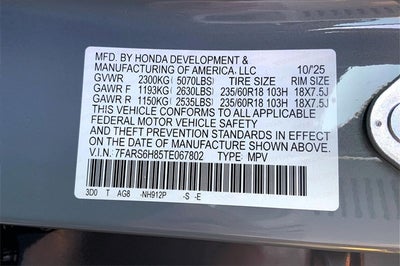 MFD. BY HONDA DEVELOPMENT &
MANUFACTURING OF AMERICA, LLC 10/'25
GVWR 2300KG (5070LBS) TIRE SIZE RIM SIZE
GAWR F 1193KG (2630LBS) 235/60R18 103H 18X7.5J
GAWR R 1150KG (2535LBS) 235/60R18 103H 18X7.5J
THIS VEHICLE CONFORMS TO ALL APPLICABLE
FEDERAL MOTOR VEHICLE SAFETY, BUMPER,
AND THEFT PREVENTION STANDARDS IN EFFECT
ON THE DATE OF MANUFACTURE SHOWN ABOVE.
V.I.N: 7FARS6H85TE067802 TYPE: MPV
3D0 T AG8 -NH912P -S -E